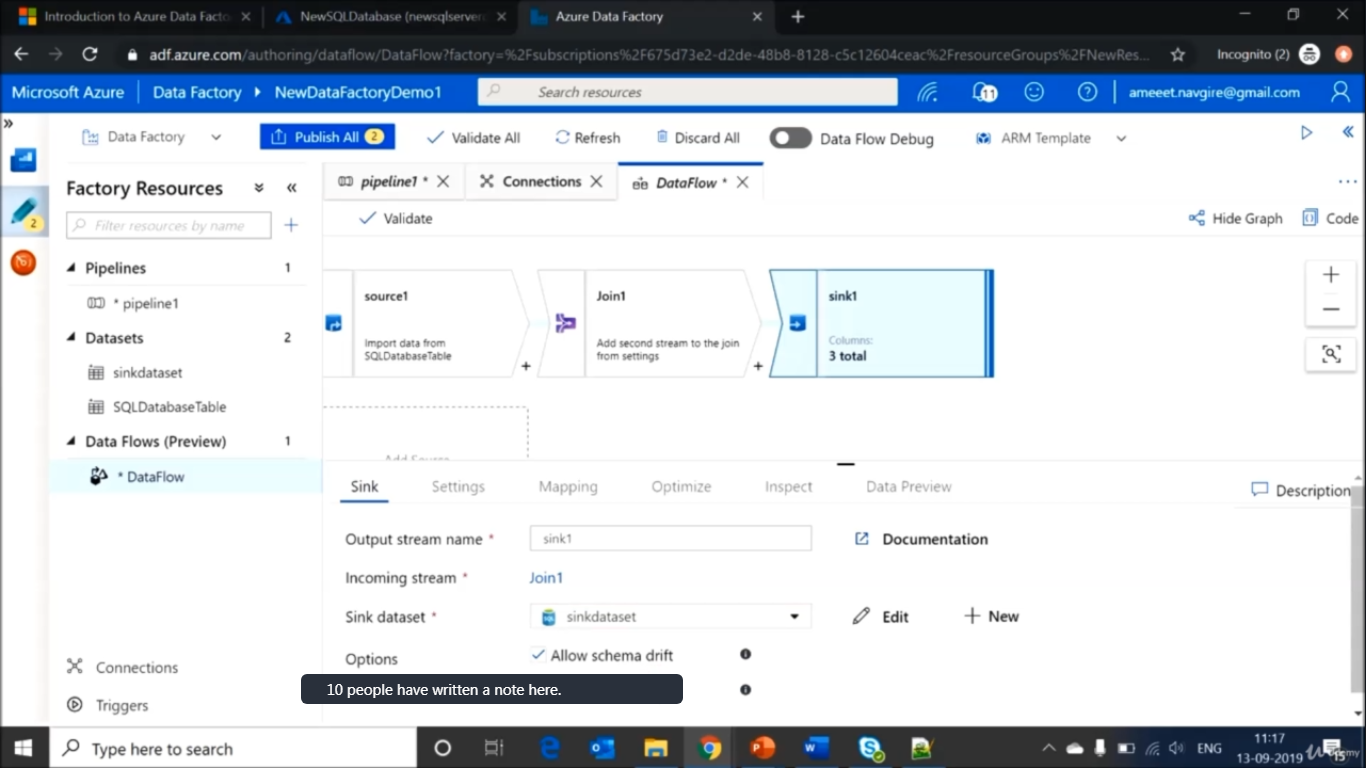 Introduction to Azure Data Facto
NewSQLDatabase (newsqlserver
Azure Data Factory
adf.azure.com/authoring/dataflow/DataFlow?factory=%2Fsubscriptions%2F675d73e2-d2de-48b8-8128-c5c12604ceac%2FresourceGroups%2FNewRes...
Incognito (2)
Microsoft Azure
Data Factory
NewDataFactoryDemo1
Search resources
11
ameeet.navgire@gmail.com
Data Factory
Publish All 2
Validate All
Refresh
Discard All
Data Flow Debug
ARM Template
2
Factory Resources
Filter resources by name
pipeline1 *
Connections
DataFlow *
Validate
Hide Graph
Code
Pipelines 1
* pipeline1
Datasets 2
sinkdataset
SQLDatabaseTable
Data Flows (Preview) 1
* DataFlow
Connections
Triggers
source1
Import data from
SQLDatabaseTable
Join1
Add second stream to the join
from settings
sink1
Columns:
3 total
Add Source
Sink
Settings
Mapping
Optimize
Inspect
Data Preview
Description
Output stream name *
sink1
Documentation
Incoming stream *
Join1
Sink dataset *
sinkdataset
Edit
New
Options
Allow schema drift
10 people have written a note here.
Type here to search
ENG
11:17
13-09-2019
15